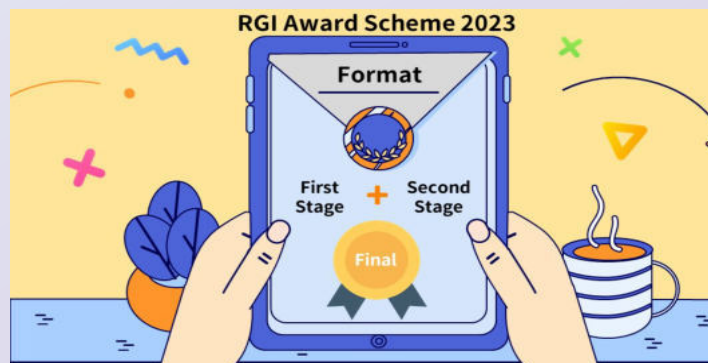 RGI Award Scheme 2023
Format
First
Stage
+
Second
Stage
Final